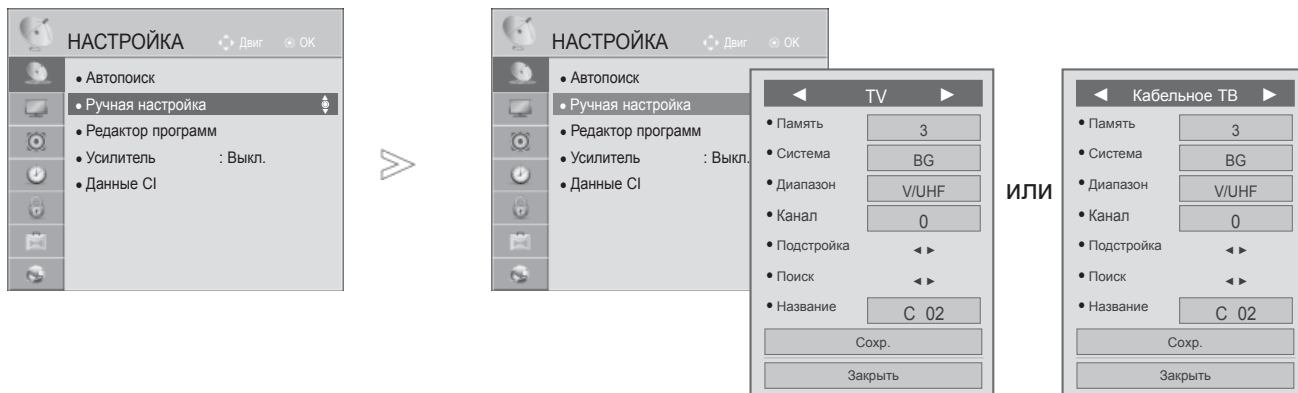 НАСТРОЙКА Двиг ОК
• Автопоиск
• Ручная настройка
• Редактор программ
• Усилитель : Выкл.
• Данные CI
НАСТРОЙКА Двиг ОК
• Автопоиск
• Ручная настройка
• Редактор программ
• Усилитель : Выкл.
• Данные CI
◄ TV ►
• Память 3
• Система BG
• Диапазон V/UHF
• Канал 0
• Подстройка ◄ ►
• Поиск ◄ ►
• Название C 02
Сохр.
Закрыть
или
◄ Кабельное ТВ ►
• Память 3
• Система BG
• Диапазон V/UHF
• Канал 0
• Подстройка ◄ ►
• Поиск ◄ ►
• Название C 02
Сохр.
Закрыть